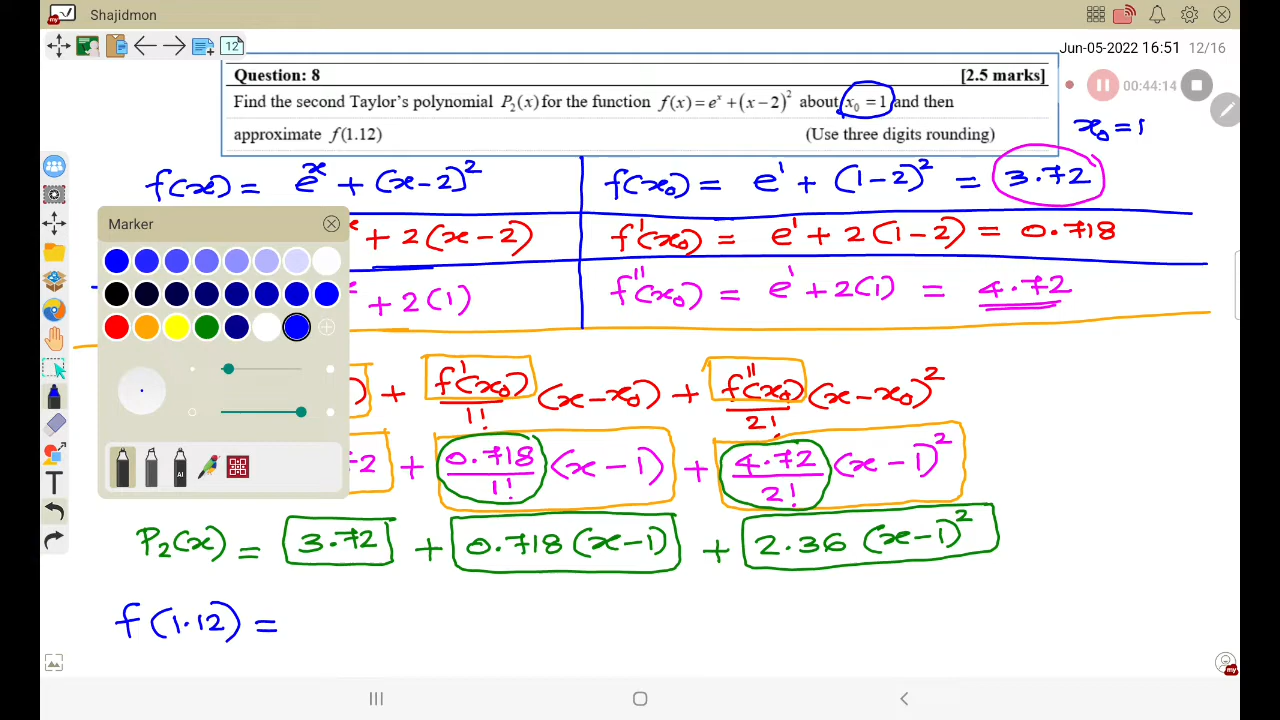 Shajidmon
12
Jun-05-2022 16:51 12/16
00:44:14
Question: 8 [2.5 marks]
Find the second Taylor's polynomial P₂(x) for the function f(x) = eˣ + (x−2)² about x₀ = 1 and then
approximate f(1.12) (Use three digits rounding)
x₀ = 1
f(x) = eˣ + (x−2)² f(x₀) = e¹ + (1−2)² = 3.72
Marker
+ 2(x−2) f'(x₀) = e¹ + 2(1−2) = 0.718
+ 2(1) f''(x₀) = e¹ + 2(1) = 4.72
) + f'(x₀)/1! (x−x₀) + f''(x₀)/2! (x−x₀)²
72 + 0.718/1! (x−1) + 4.72/2! (x−1)²
P₂(x) = 3.72 + 0.718(x−1) + 2.36(x−1)²
f(1.12) =